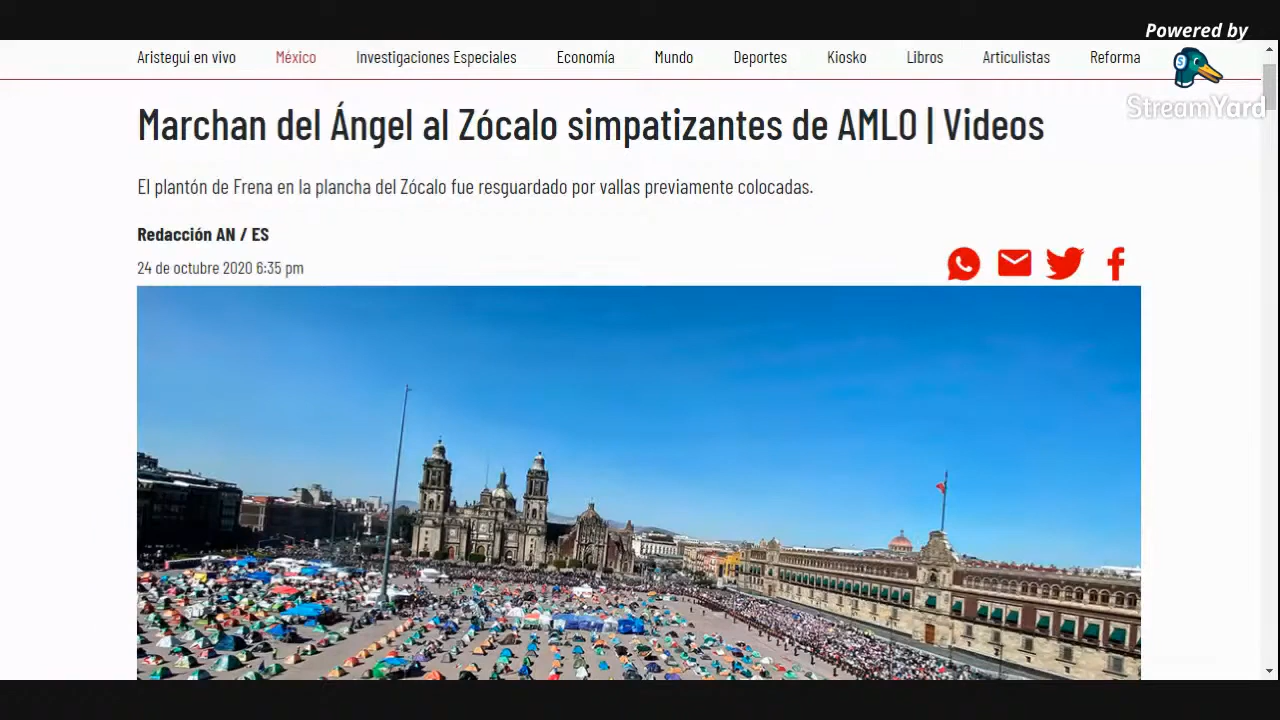 Powered by
StreamYard
Aristegui en vivo México Investigaciones Especiales Economía Mundo Deportes Kiosko Libros Articulistas Reforma
Marchan del Ángel al Zócalo simpatizantes de AMLO | Videos
El plantón de Frena en la plancha del Zócalo fue resguardado por vallas previamente colocadas.
Redacción AN / ES
24 de octubre 2020 6:35 pm